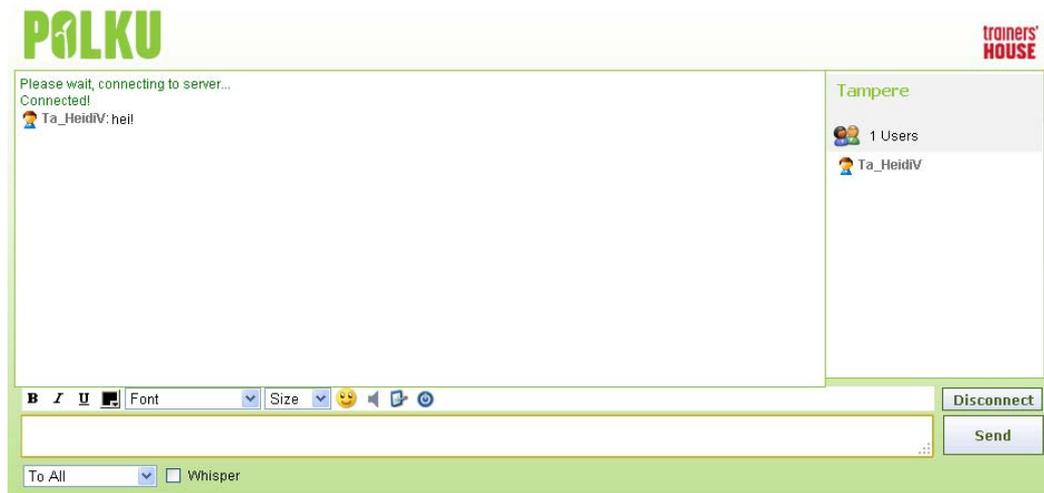 POLKU
trainers'
HOUSE
Please wait, connecting to server...
Connected!
Ta_HeidiV: hei!
Tampere
1 Users
Ta_HeidiV
B I U Font Size
Disconnect
Send
To All Whisper